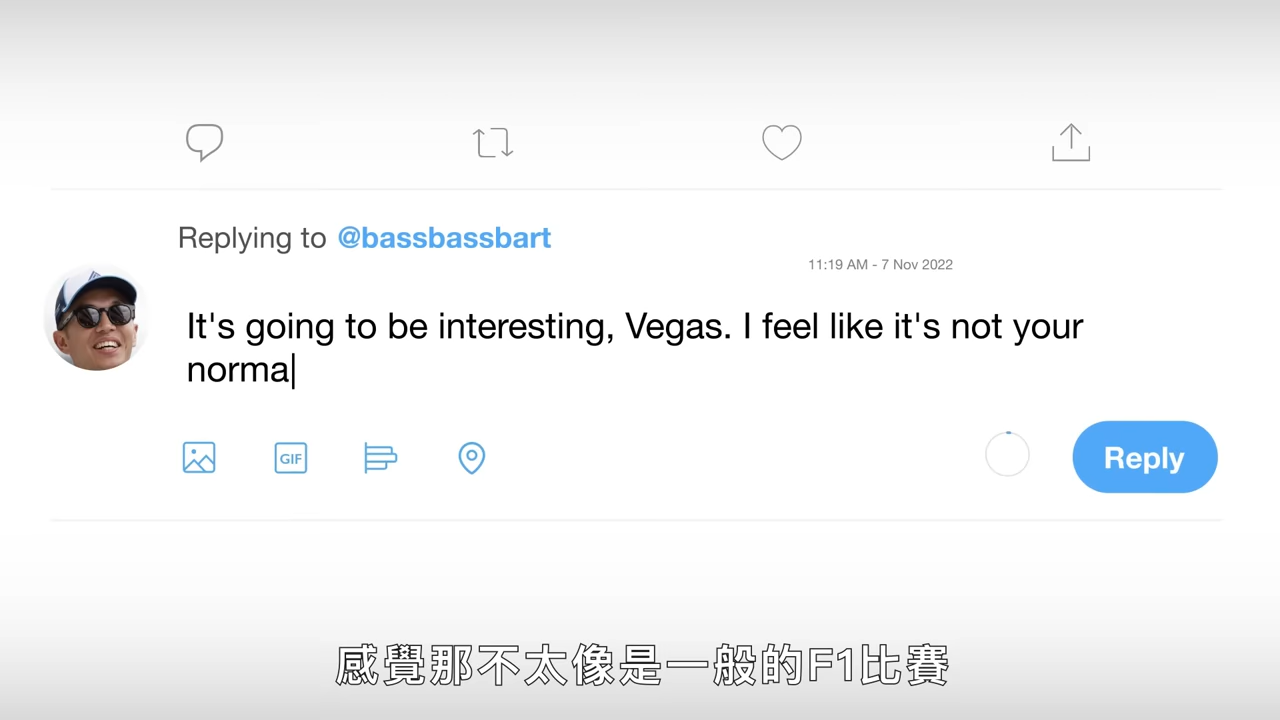 Replying to @bassbassbart
11:19 AM - 7 Nov 2022
It's going to be interesting, Vegas. I feel like it's not your
norma
GIF
Reply
感覺那不太像是一般的F1比賽